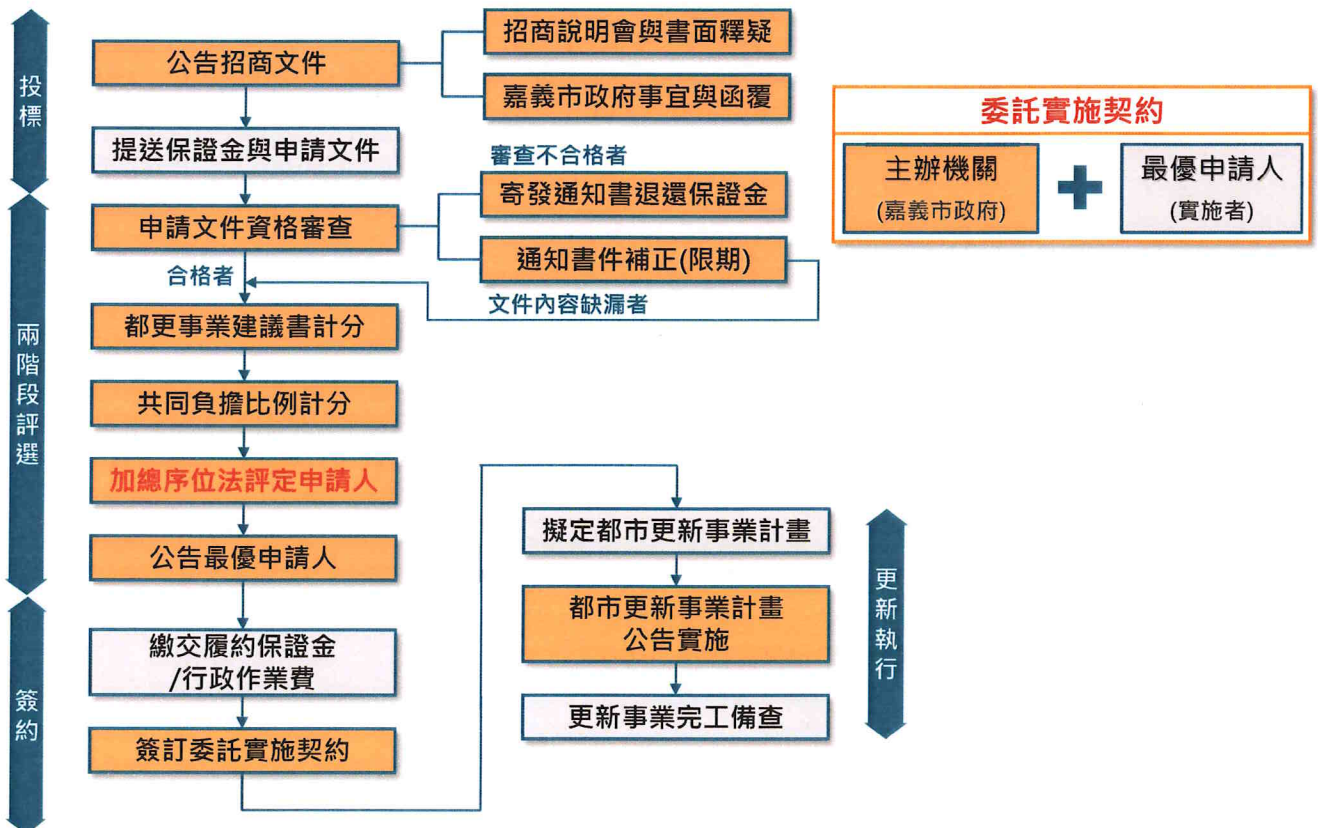 投標
公告招商文件
招商說明會與書面釋疑
嘉義市政府事宜與函覆
提送保證金與申請文件
兩階段評選
申請文件資格審查
審查不合格者
寄發通知書退還保證金
通知書件補正(限期)
合格者
文件內容缺漏者
都更事業建議書計分
共同負擔比例計分
加總序位法評定申請人
公告最優申請人
簽約
繳交履約保證金
/行政作業費
簽訂委託實施契約
委託實施契約
主辦機關
(嘉義市政府)
最優申請人
(實施者)
擬定都市更新事業計畫
都市更新事業計畫
公告實施
更新事業完工備查
更新執行